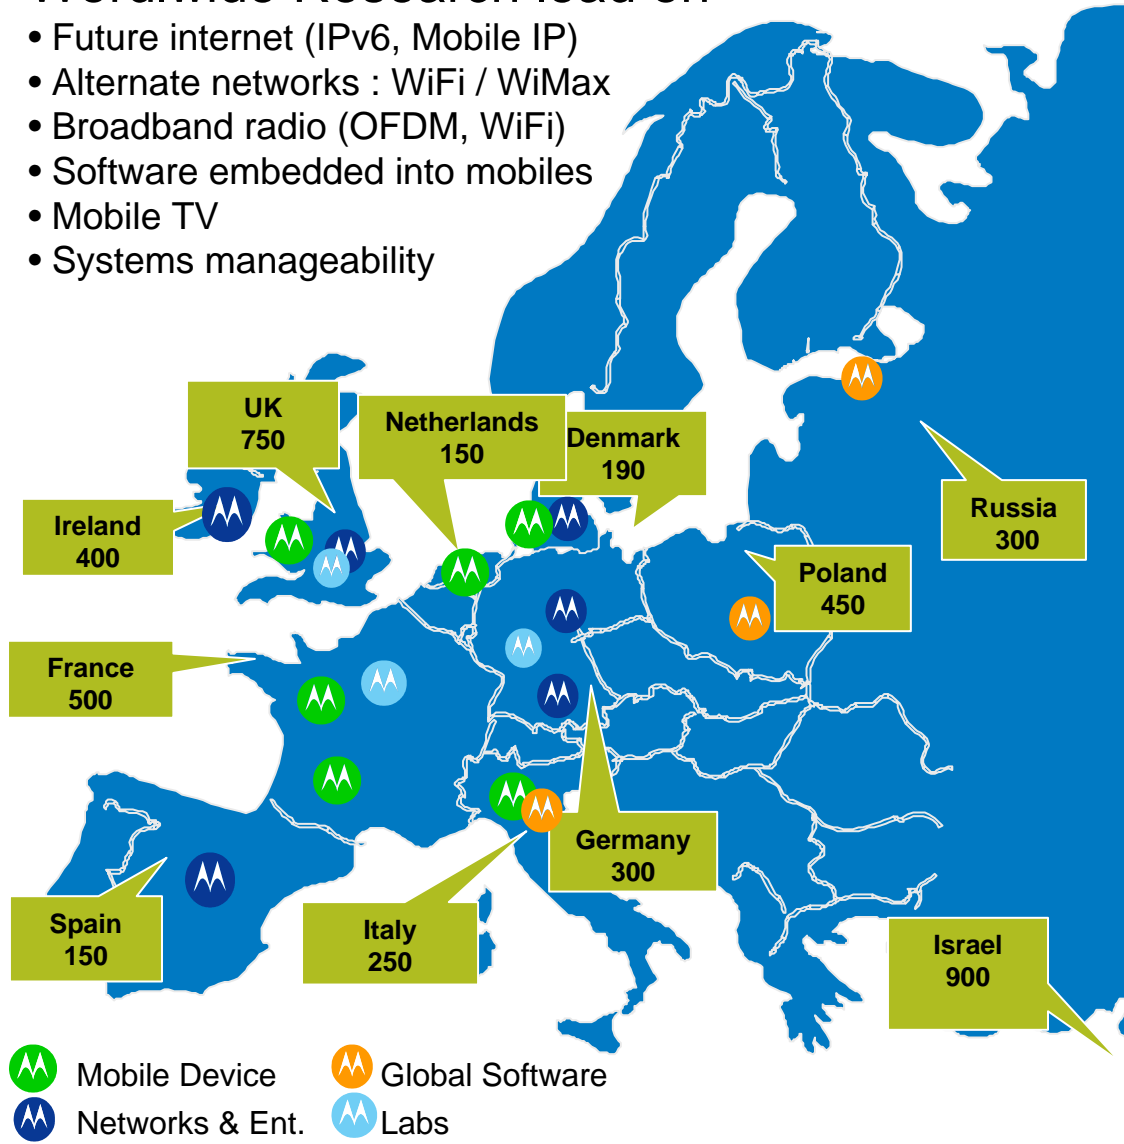 • Future internet (IPv6, Mobile IP)
• Alternate networks : WiFi / WiMax
• Broadband radio (OFDM, WiFi)
• Software embedded into mobiles
• Mobile TV
• Systems manageability
UK
750
Netherlands
150
Denmark
190
Russia
300
Ireland
400
Poland
450
France
500
Germany
300
Spain
150
Italy
250
Israel
900
Mobile Device
Global Software
Networks & Ent.
Labs